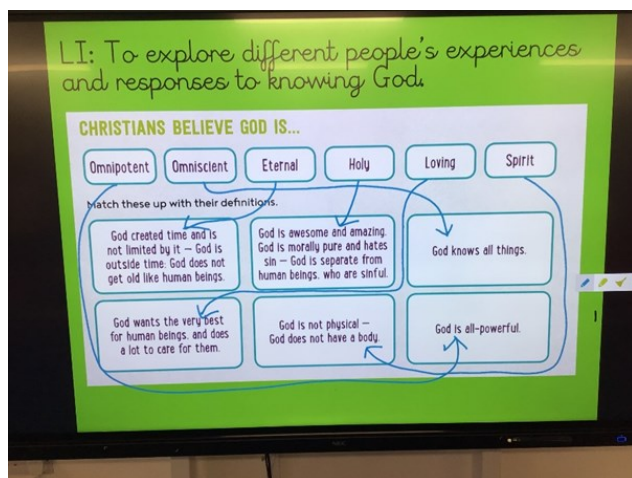 LI: To explore different people's experiences
and responses to knowing God.
CHRISTIANS BELIEVE GOD IS...
Omnipotent
Omniscient
Eternal
Holy
Loving
Spirit
Match these up with their definitions.
God created time and is
not limited by it – God is
outside time. God does not
get old like human beings.
God is awesome and amazing.
God is morally pure and hates
sin – God is separate from
human beings, who are sinful.
God knows all things.
God wants the very best
for human beings, and does
a lot to care for them.
God is not physical –
God does not have a body.
God is all-powerful.